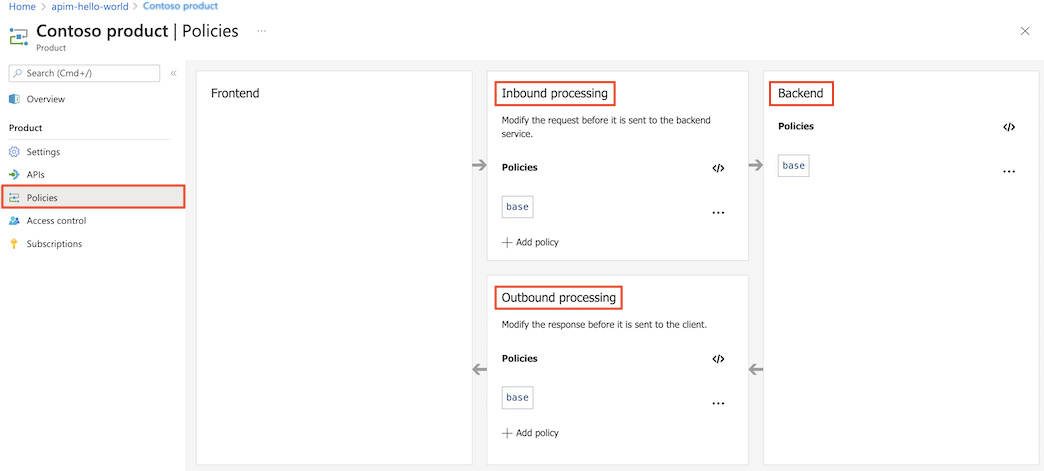 Home > apim-hello-world > Contoso product
Contoso product | Policies ...
Product
Search (Cmd+/) «
Overview
Product
Settings
APIs
Policies
Access control
Subscriptions
Frontend
Inbound processing
Modify the request before it is sent to the backend
service.
Policies </>
base
...
+ Add policy
Outbound processing
Modify the response before it is sent to the client.
Policies </>
base
...
+ Add policy
Backend
Policies </>
base
...